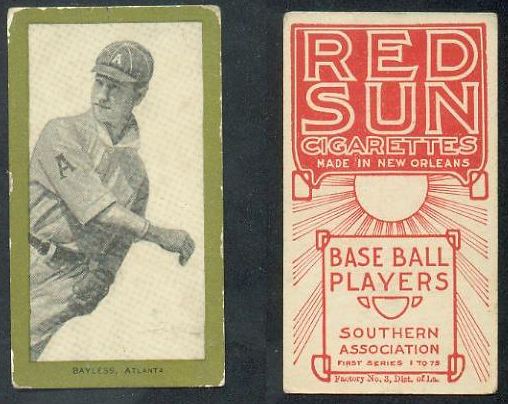 A
A
BAYLESS, ATLANTA
RED
SUN
CIGARETTES
MADE IN NEW ORLEANS
BASE BALL
PLAYERS
SOUTHERN
ASSOCIATION
FIRST SERIES 1 TO 75
Factory No. 3, Dist. of La.